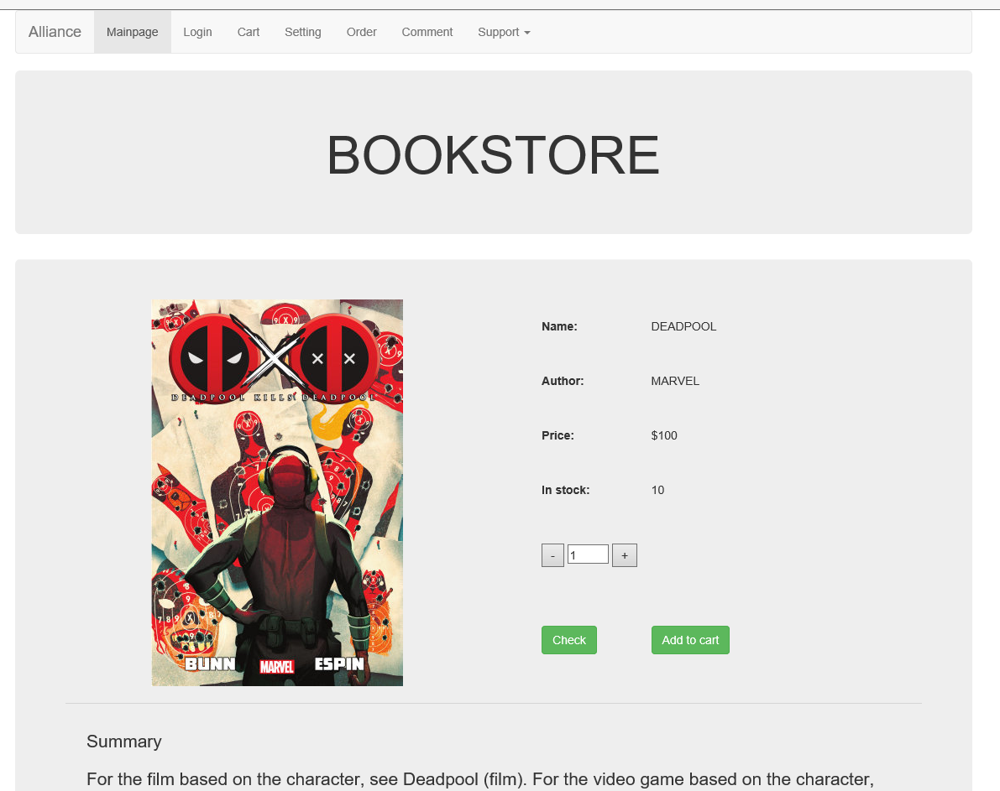 Alliance Mainpage Login Cart Setting Order Comment Support
BOOKSTORE
DEADPOOL KILLS DEADPOOL
BUNN MARVEL ESPIN
Name: DEADPOOL
Author: MARVEL
Price: $100
In stock: 10
- 1 +
Check Add to cart
Summary
For the film based on the character, see Deadpool (film). For the video game based on the character,